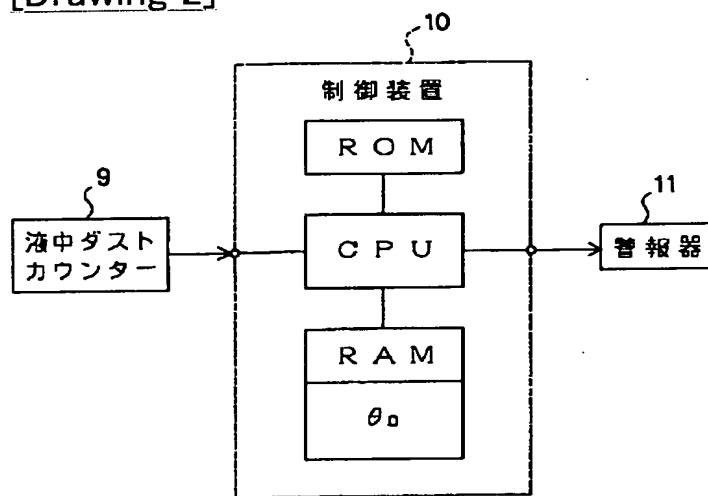 [Drawing 2]
10
制御装置
ROM
9
液中ダスト
カウンター
CPU
11
警報器
RAM
θ₀